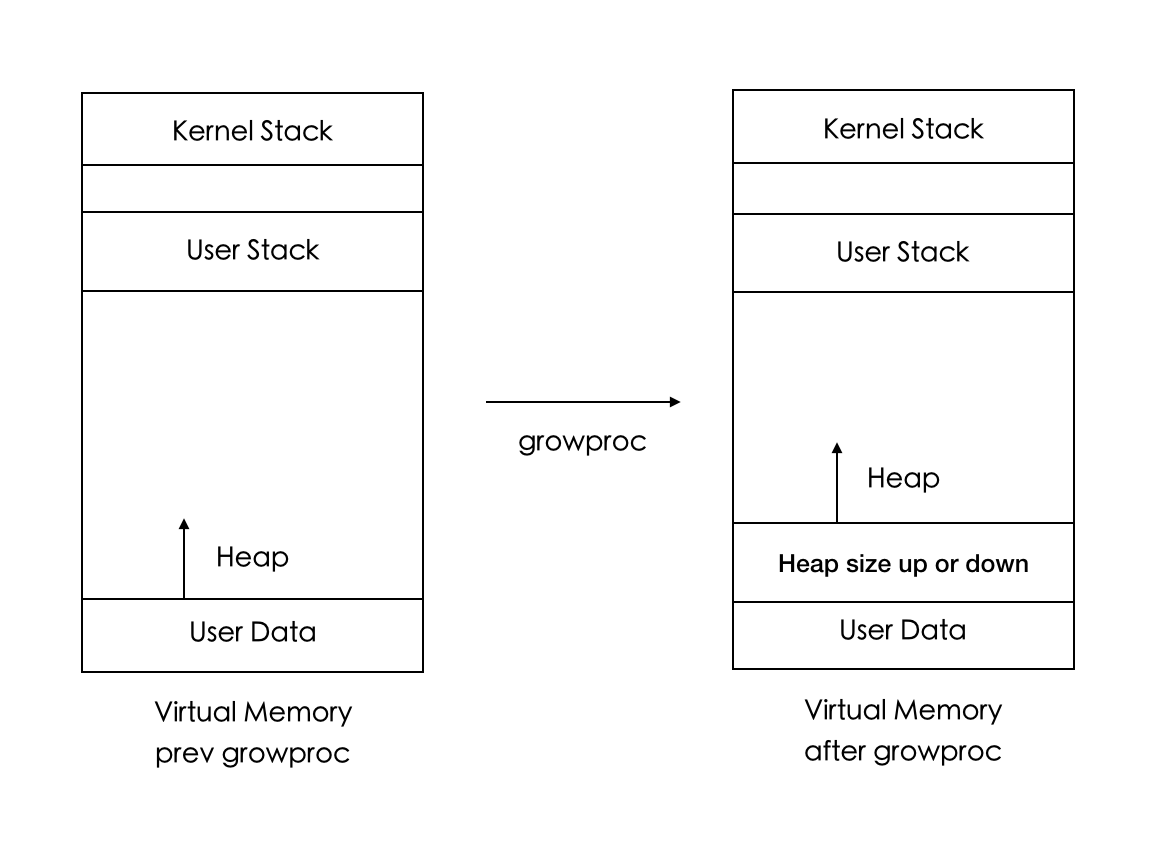 Kernel Stack
User Stack
Heap
User Data
Virtual Memory
prev growproc
growproc
Kernel Stack
User Stack
Heap
Heap size up or down
User Data
Virtual Memory
after growproc